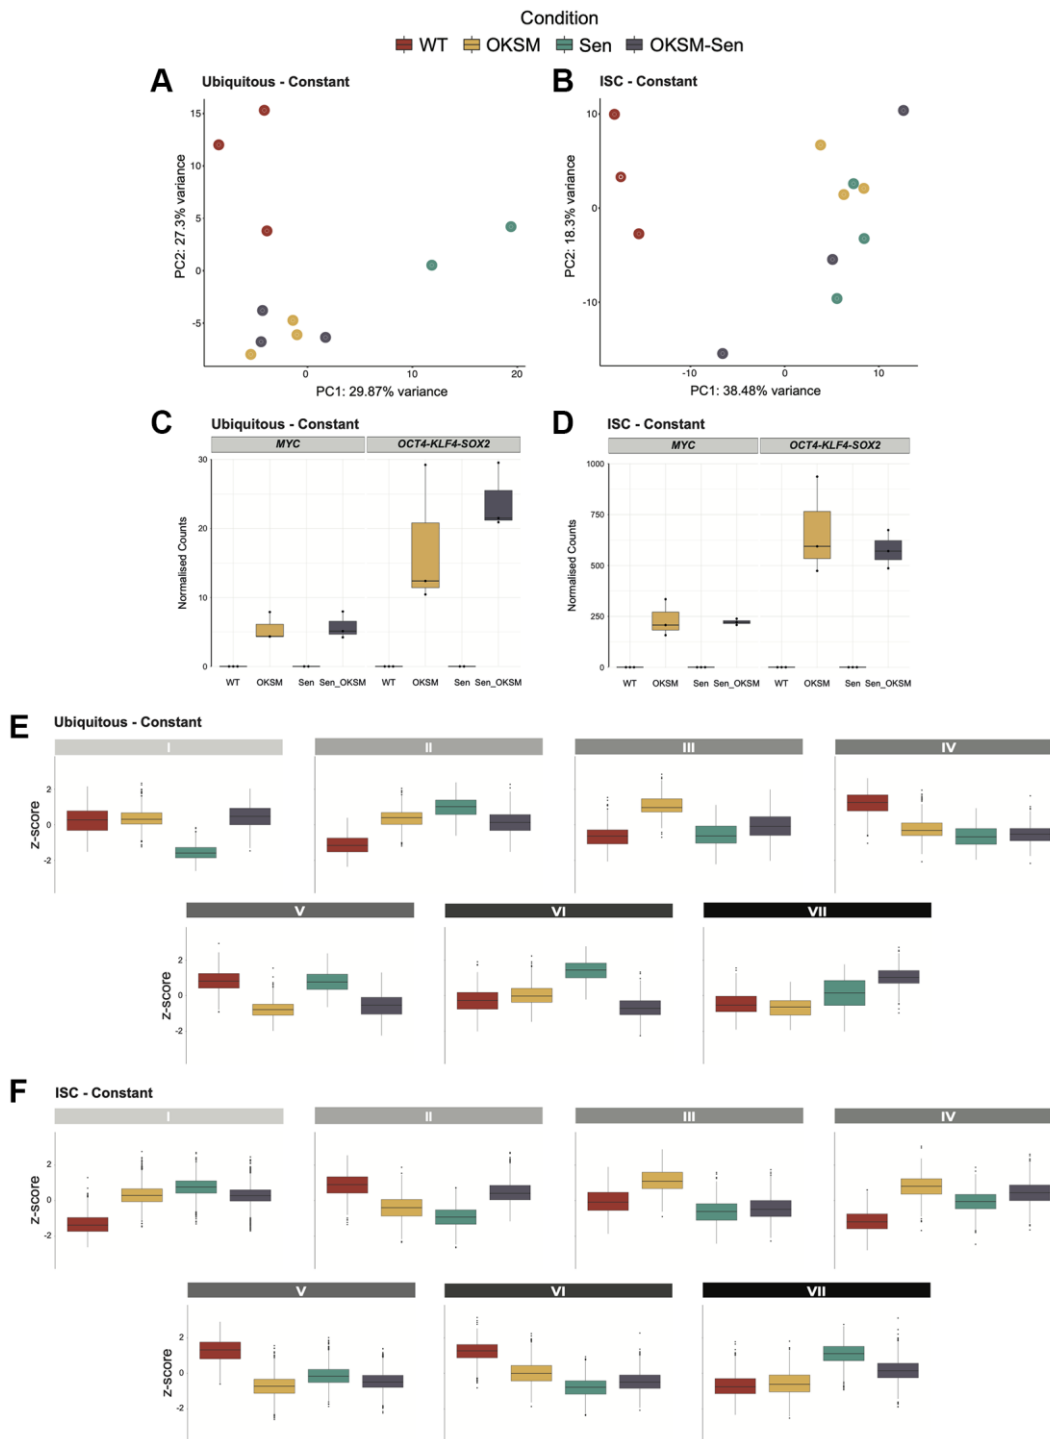 Condition
WT OKSM Sen OKSM-Sen
A Ubiquitous - Constant
PC2: 27.3% variance
15
10
5
0
-5
0 10 20
PC1: 29.87% variance
B ISC - Constant
PC2: 18.3% variance
10
0
-10
-10 0 10
PC1: 38.48% variance
C Ubiquitous - Constant
MYC OCT4-KLF4-SOX2
Normalised Counts
30
20
10
0
WT OKSM Sen Sen_OKSM WT OKSM Sen Sen_OKSM
D ISC - Constant
MYC OCT4-KLF4-SOX2
Normalised Counts
1000
750
500
250
0
WT OKSM Sen Sen_OKSM WT OKSM Sen Sen_OKSM
E Ubiquitous - Constant
I II III IV
z-score
2
0
-2
V VI VII
z-score
2
0
-2
F ISC - Constant
I II III IV
z-score
2
0
-2
V VI VII
z-score
2
0
-2